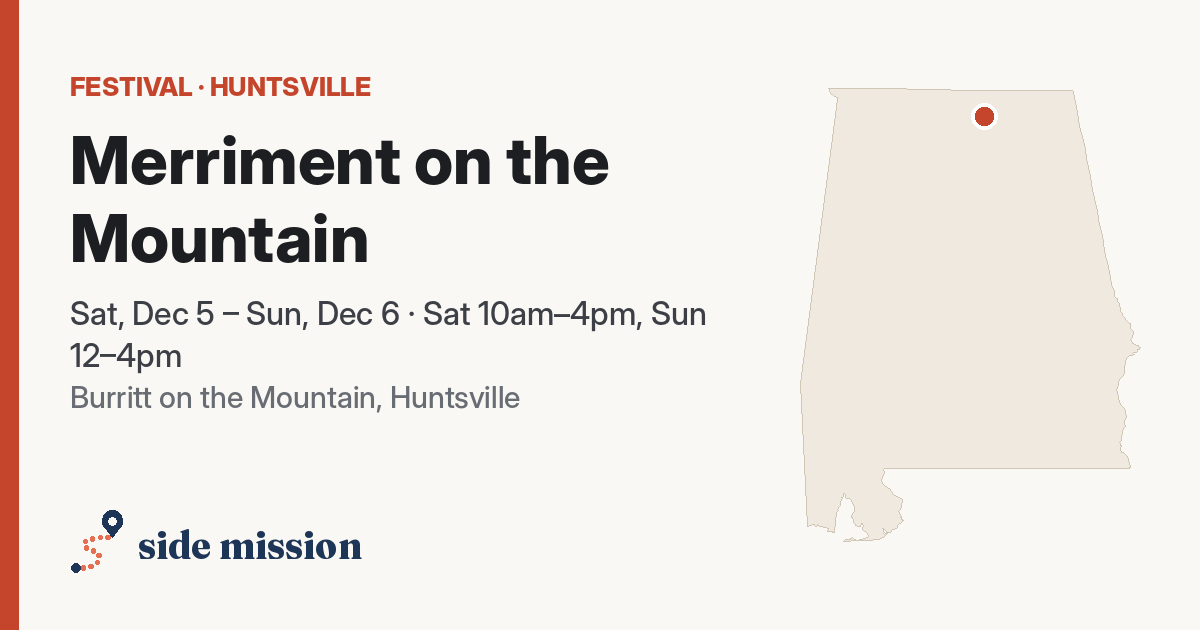 FESTIVAL · HUNTSVILLE
Merriment on the
Mountain
Sat, Dec 5 – Sun, Dec 6 · Sat 10am–4pm, Sun
12–4pm
Burritt on the Mountain, Huntsville
side mission